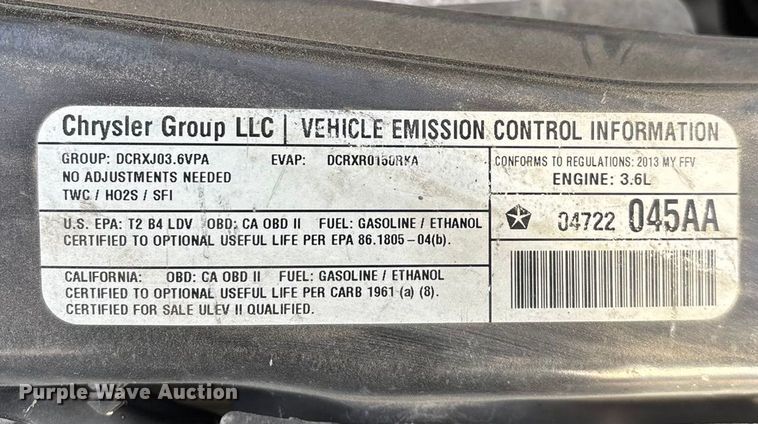 Chrysler Group LLC | VEHICLE EMISSION CONTROL INFORMATION
GROUP: DCRXJ03.6VPA EVAP: DCRXR0150RKA
NO ADJUSTMENTS NEEDED
TWC / HO2S / SFI
CONFORMS TO REGULATIONS: 2013 MY FFV
ENGINE: 3.6L
U.S. EPA: T2 B4 LDV OBD: CA OBD II FUEL: GASOLINE / ETHANOL
CERTIFIED TO OPTIONAL USEFUL LIFE PER EPA 86.1805-04(b).
04722 045AA
CALIFORNIA: OBD: CA OBD II FUEL: GASOLINE / ETHANOL
CERTIFIED TO OPTIONAL USEFUL LIFE PER CARB 1961 (a) (8).
CERTIFIED FOR SALE ULEV II QUALIFIED.
Purple Wave Auction